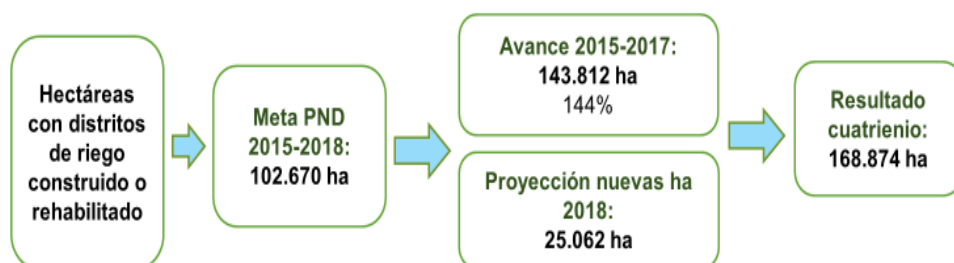 Hectáreas
con distritos
de riego
construido o
rehabilitado
Meta PND
2015-2018:
102.670 ha
Avance 2015-2017:
143.812 ha
144%
Proyección nuevas ha
2018:
25.062 ha
Resultado
cuatrienio:
168.874 ha